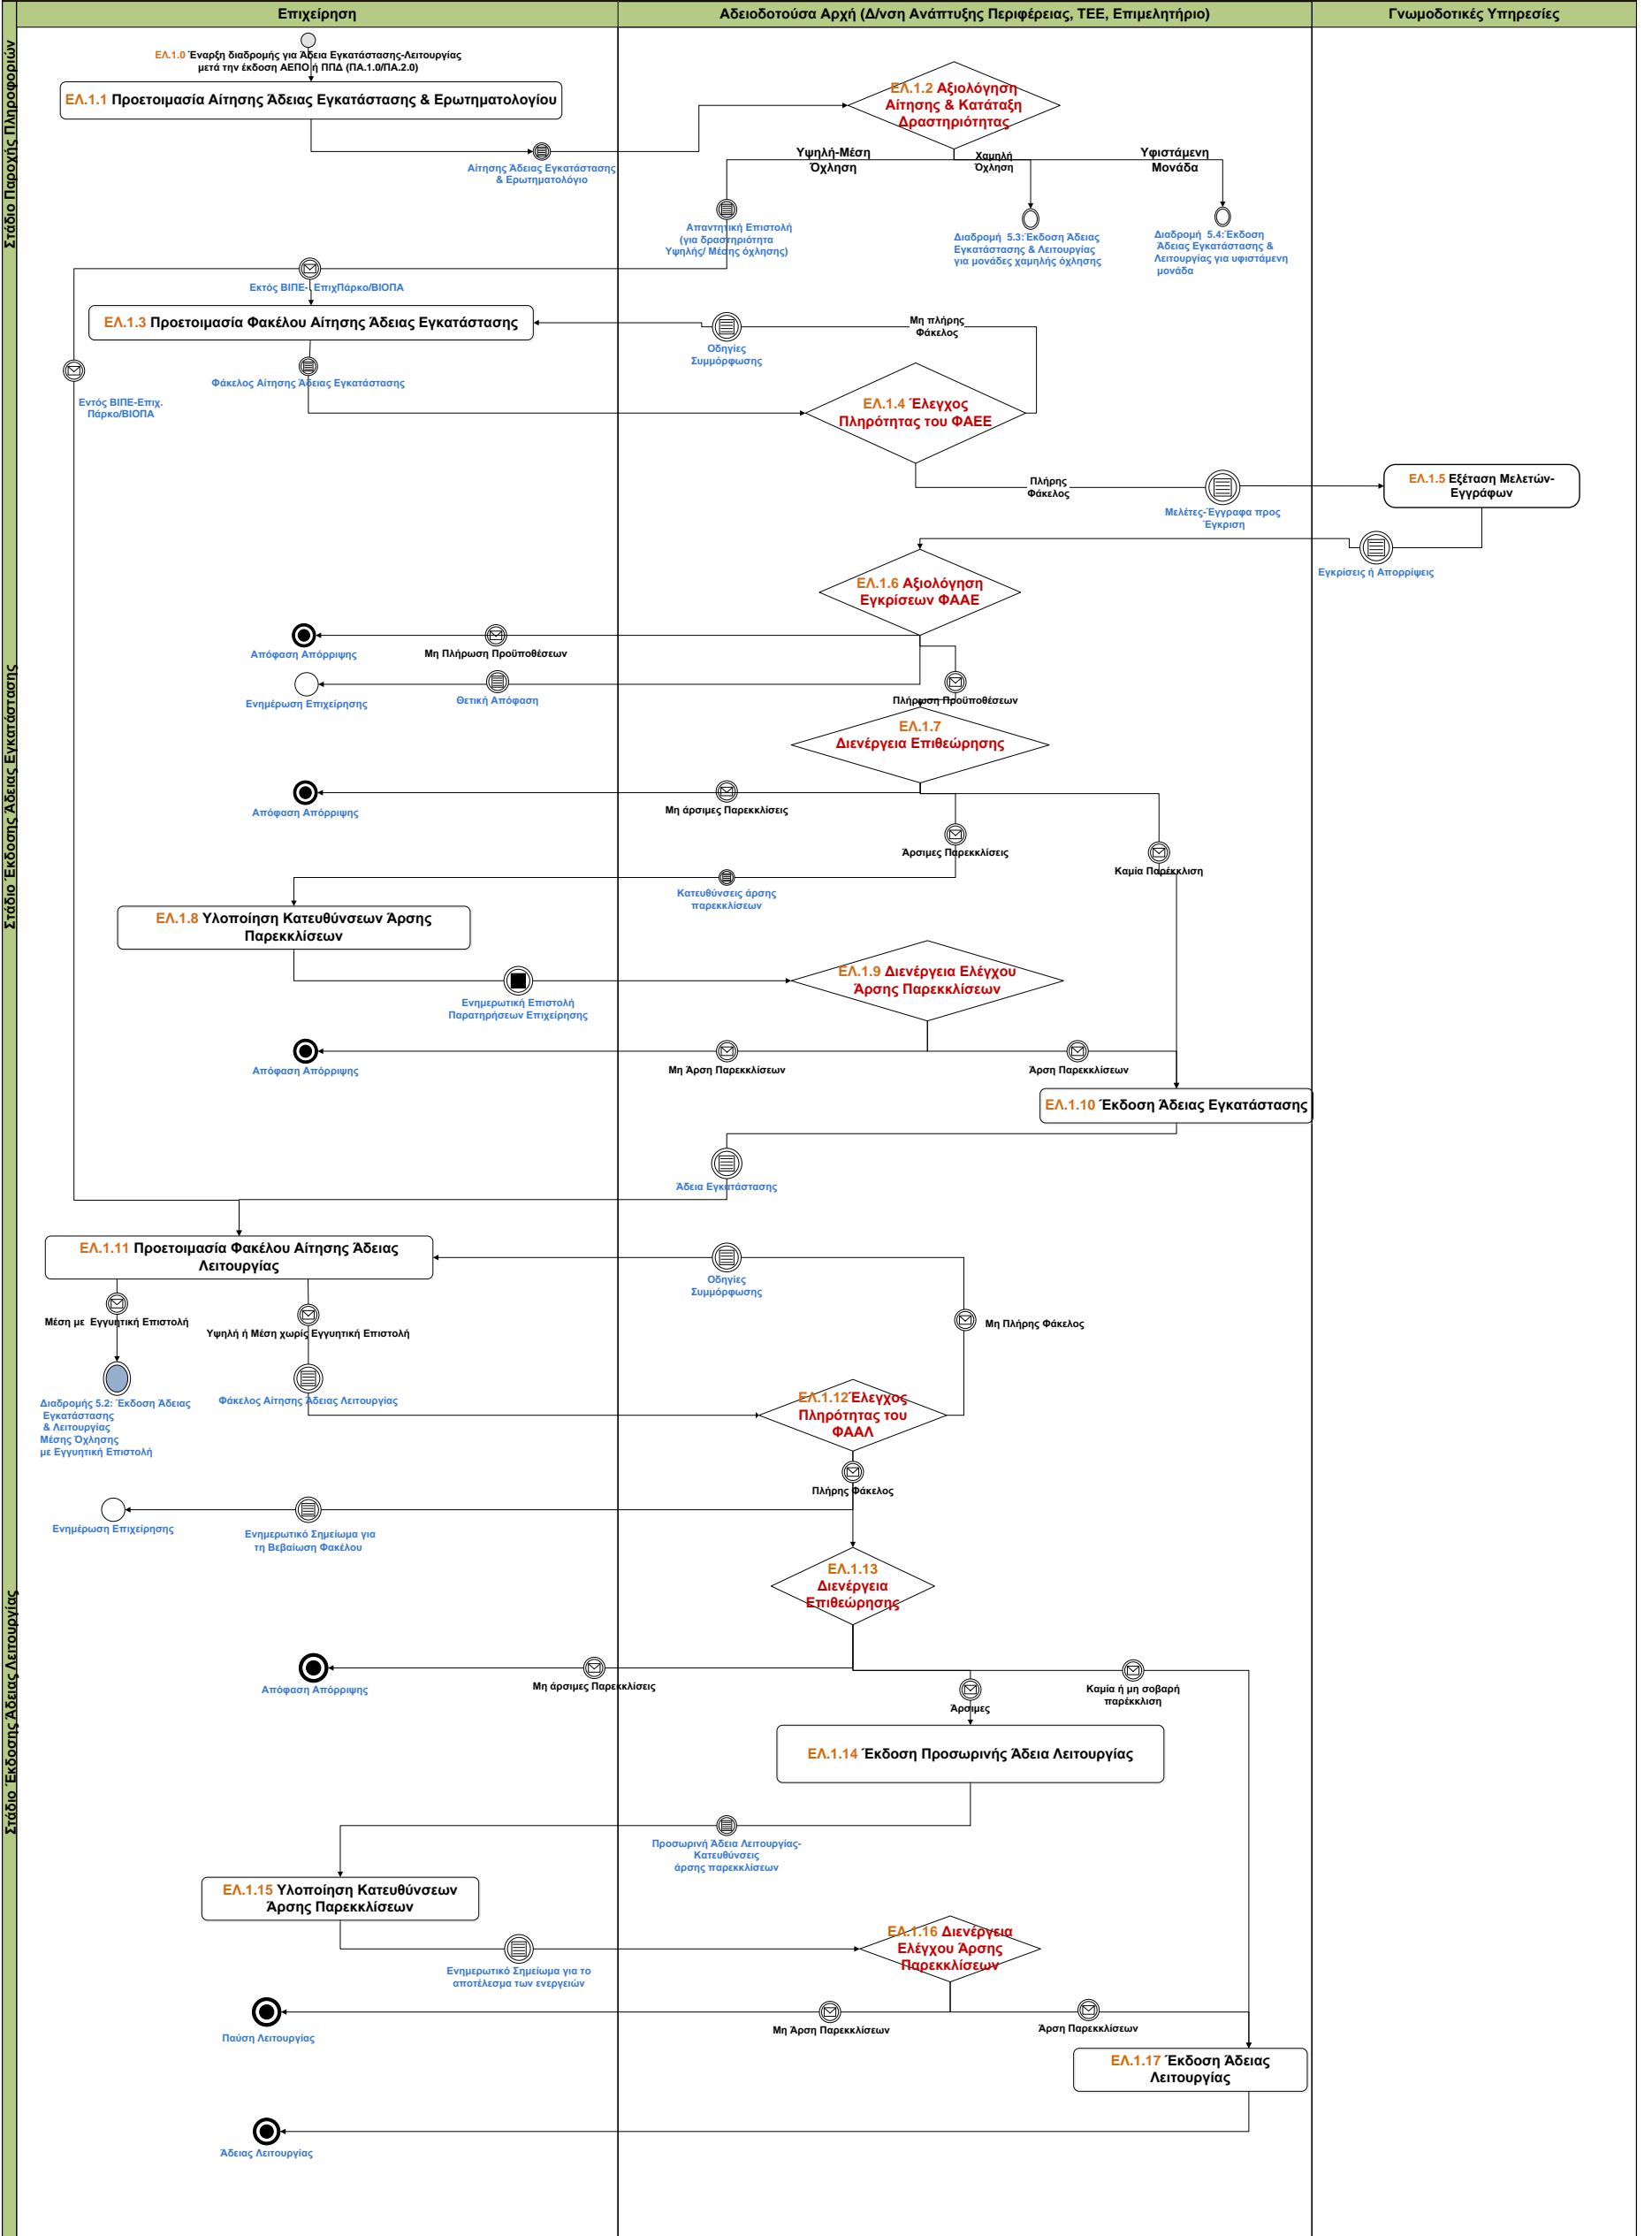 Επιχείρηση
Αδειοδοτούσα Αρχή (Δ/νση Ανάπτυξης Περιφέρειας, ΤΕΕ, Επιμελητήριο)
Γνωμοδοτικές Υπηρεσίες
Στάδιο Παροχής Πληροφοριών
ΕΛ.1.0 Έναρξη διαδρομής για Άδεια Εγκατάστασης-Λειτουργίας
μετά την έκδοση ΑΕΠΟ ή ΠΠΔ (ΠΑ.1.0/ΠΑ.2.0)
ΕΛ.1.1 Προετοιμασία Αίτησης Άδειας Εγκατάστασης & Ερωτηματολογίου
ΕΛ.1.2 Αξιολόγηση
Αίτησης & Κατάταξη
Δραστηριότητας
Αίτησης Άδειας Εγκατάστασης
& Ερωτηματολόγιο
Υψηλή-Μέση
Όχληση
Χαμηλή
Όχληση
Υφιστάμενη
Μονάδα
Απαντητική Επιστολή
(για δραστηριότητα
Υψηλής/ Μέσης όχλησης)
Διαδρομή 5.3:Έκδοση Άδειας
Εγκατάστασης & Λειτουργίας
για μονάδες χαμηλής όχλησης
Διαδρομή 5.4:Έκδοση
Άδειας Εγκατάστασης &
Λειτουργίας για υφιστάμενη
μονάδα
Στάδιο Έκδοσης Άδειας Εγκατάστασης
Εκτός ΒΙΠΕ- ΕπιχΠάρκο/ΒΙΟΠΑ
ΕΛ.1.3 Προετοιμασία Φακέλου Αίτησης Άδειας Εγκατάστασης
Μη πλήρης
Φάκελος
Οδηγίες
Συμμόρφωσης
Φάκελος Αίτησης Άδειας Εγκατάστασης
Εντός ΒΙΠΕ-Επιχ.
Πάρκο/ΒΙΟΠΑ
ΕΛ.1.4 Έλεγχος
Πληρότητας του ΦΑΕΕ
Πλήρης
Φάκελος
Μελέτες-Έγγραφα προς
Έγκριση
ΕΛ.1.5 Εξέταση Μελετών-
Εγγράφων
Εγκρίσεις ή Απορρίψεις
ΕΛ.1.6 Αξιολόγηση
Εγκρίσεων ΦΑΑΕ
Απόφαση Απόρριψης
Μη Πλήρωση Προϋποθέσεων
Ενημέρωση Επιχείρησης
Θετική Απόφαση
Πλήρωση Προϋποθέσεων
ΕΛ.1.7
Διενέργεια Επιθεώρησης
Απόφαση Απόρριψης
Μη άρσιμες Παρεκκλίσεις
Άρσιμες Παρεκκλίσεις
Καμία Παρέκκλιση
Κατευθύνσεις άρσης
παρεκκλίσεων
ΕΛ.1.8 Υλοποίηση Κατευθύνσεων Άρσης
Παρεκκλίσεων
ΕΛ.1.9 Διενέργεια Ελέγχου
Άρσης Παρεκκλίσεων
Ενημερωτική Επιστολή
Παρατηρήσεων Επιχείρησης
Απόφαση Απόρριψης
Μη Άρση Παρεκκλίσεων
Άρση Παρεκκλίσεων
ΕΛ.1.10 Έκδοση Άδειας Εγκατάστασης
Άδεια Εγκατάστασης
Στάδιο Έκδοσης Άδειας Λειτουργίας
ΕΛ.1.11 Προετοιμασία Φακέλου Αίτησης Άδειας
Λειτουργίας
Οδηγίες
Συμμόρφωσης
Μέση με Εγγυητική Επιστολή
Υψηλή ή Μέση χωρίς Εγγυητική Επιστολή
Μη Πλήρης Φάκελος
Διαδρομής 5.2: Έκδοση Άδειας
Εγκατάστασης
& Λειτουργίας
Μέσης Όχλησης
με Εγγυητική Επιστολή
Φάκελος Αίτησης Άδειας Λειτουργίας
ΕΛ.1.12 Έλεγχος
Πληρότητας του
ΦΑΑΛ
Πλήρης Φάκελος
Ενημέρωση Επιχείρησης
Ενημερωτικό Σημείωμα για
τη Βεβαίωση Φακέλου
ΕΛ.1.13
Διενέργεια
Επιθεώρησης
Απόφαση Απόρριψης
Μη άρσιμες Παρεκκλίσεις
Καμία ή μη σοβαρή
παρέκκλιση
Άρσιμες
ΕΛ.1.14 Έκδοση Προσωρινής Άδεια Λειτουργίας
Προσωρινή Άδεια Λειτουργίας-
Κατευθύνσεις
άρσης παρεκκλίσεων
ΕΛ.1.15 Υλοποίηση Κατευθύνσεων
Άρσης Παρεκκλίσεων
ΕΛ.1.16 Διενέργεια
Ελέγχου Άρσης
Παρεκκλίσεων
Ενημερωτικό Σημείωμα για το
αποτέλεσμα των ενεργειών
Παύση Λειτουργίας
Μη Άρση Παρεκκλίσεων
Άρση Παρεκκλίσεων
ΕΛ.1.17 Έκδοση Άδειας
Λειτουργίας
Άδειας Λειτουργίας